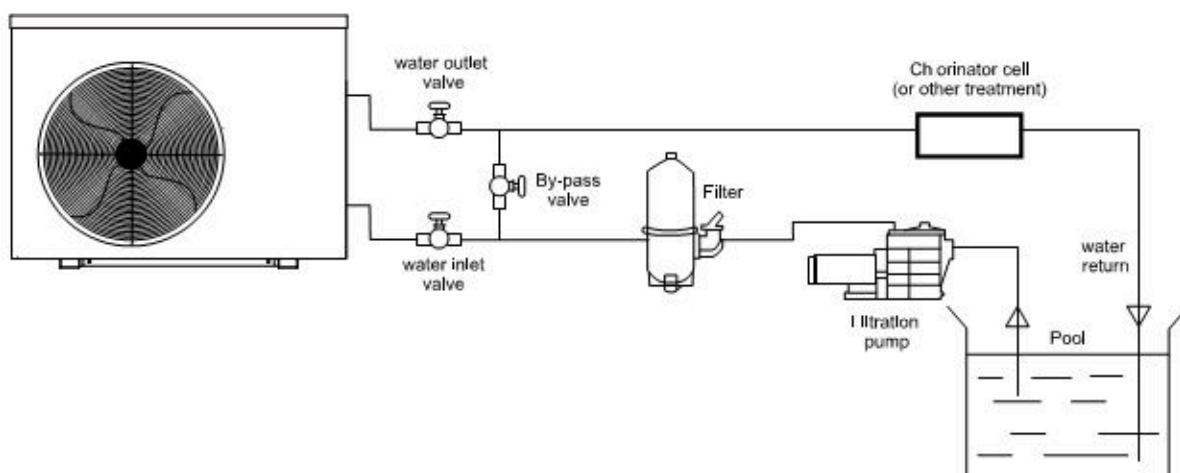 water outlet
valve
Ch orinator cell
(or other treatment)
By-pass
valve
Filter
water inlet
valve
water
return
I iltration
pump
Pool